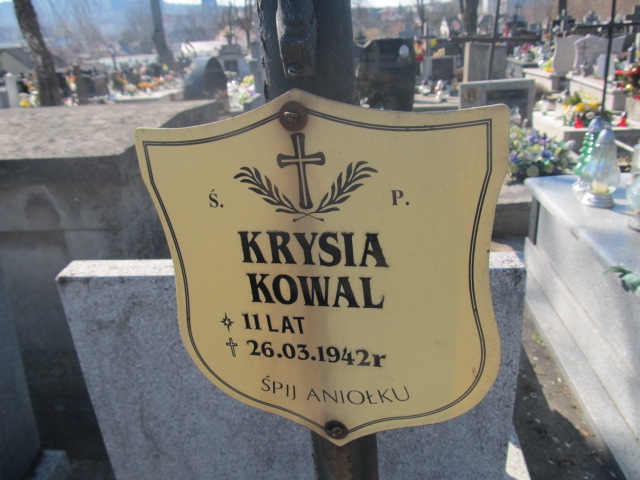 Ś. P.
KRYSIA
KOWAL
11 LAT
26.03.1942r
ŚPIJ ANIOŁKU